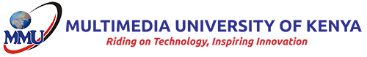 MMU
MULTIMEDIA UNIVERSITY OF KENYA
Riding on Technology, Inspiring Innovation